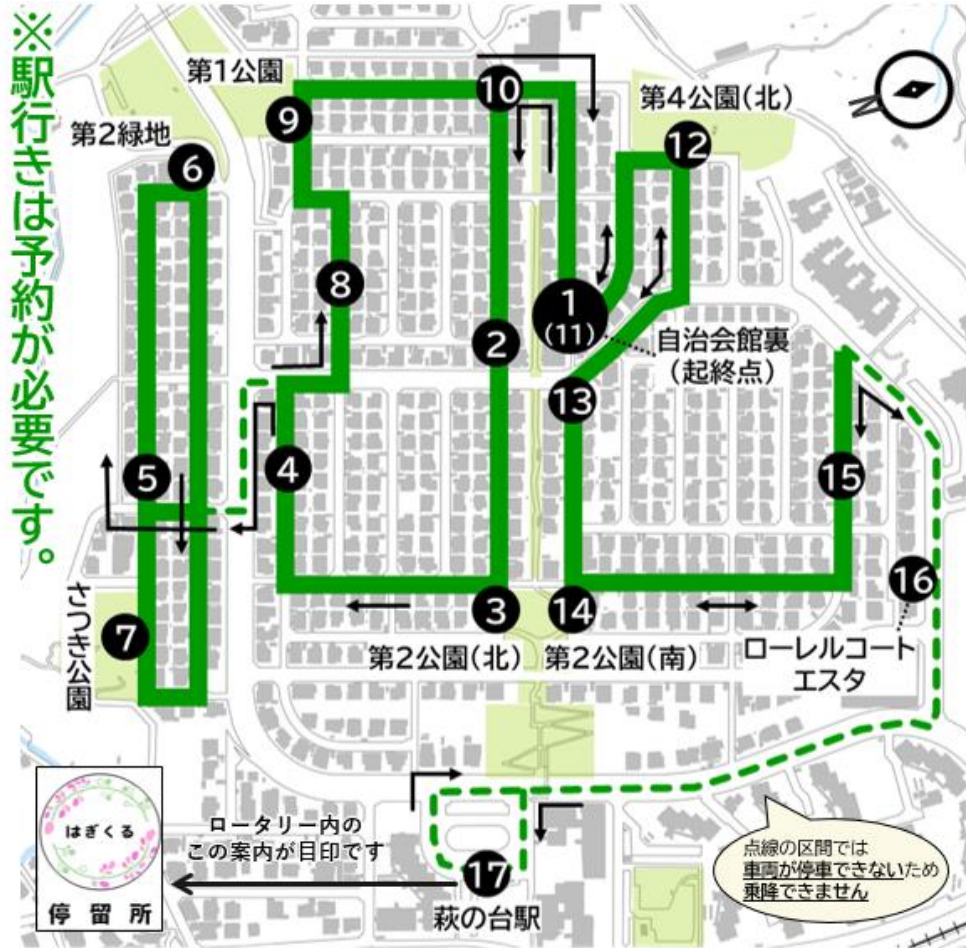 ※駅行きは予約が必要です。
第1公園
10
第4公園(北)
9
12
第2緑地
6
8
1
(11)
2
自治会館裏
(起終点)
13
4
5
15
16
さつき公園
7
3
14
第2公園(北)
第2公園(南)
ローレルコート
エスタ
はぎくる
停留所
ロータリー内の
この案内が目印です
17
萩の台駅
点線の区間では
車両が停車できないため
乗降できません